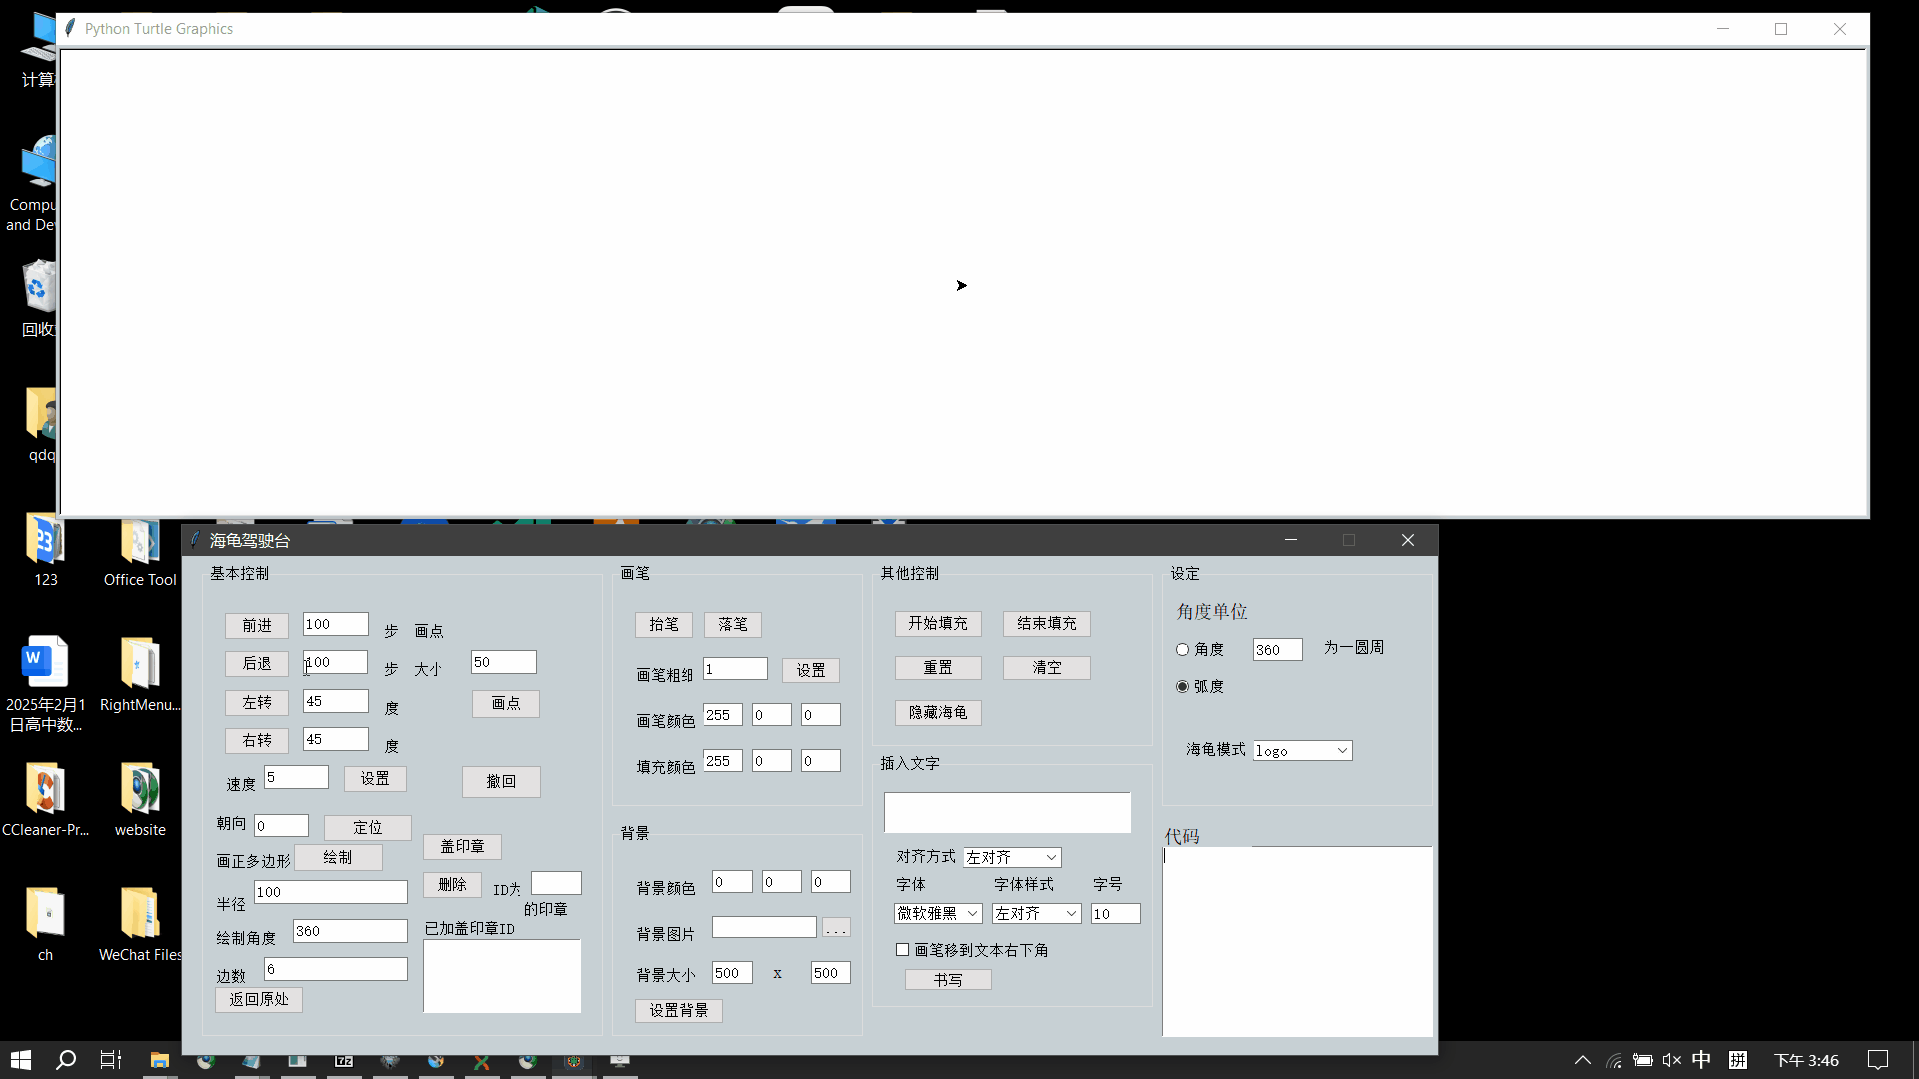 Python Turtle Graphics
计算
Compu
and De
回收
qdq
123
Office Tool
2025年2月1
日高中数...
RightMenu...
CCleaner-Pr...
website
ch
WeChat Files
海龟驾驶台
基本控制
前进 100 步 画点
后退 100 步 大小 50
左转 45 度 画点
右转 45 度
速度 5 设置 撤回
朝向 0 定位
画正多边形 绘制
盖印章
半径 100
删除 ID为
的印章
绘制角度 360
已加盖印章ID
边数 6
返回原处
画笔
抬笔 落笔
画笔粗细 1 设置
画笔颜色 255 0 0
填充颜色 255 0 0
背景
背景颜色 0 0 0
背景图片 ...
背景大小 500 x 500
设置背景
其他控制
开始填充 结束填充
重置 清空
隐藏海龟
插入文字
对齐方式 左对齐
字体 字体样式 字号
微软雅黑 左对齐 10
画笔移到文本右下角
书写
设定
角度单位
角度 360 为一圆周
弧度
海龟模式 logo
代码
中 拼 下午 3:46